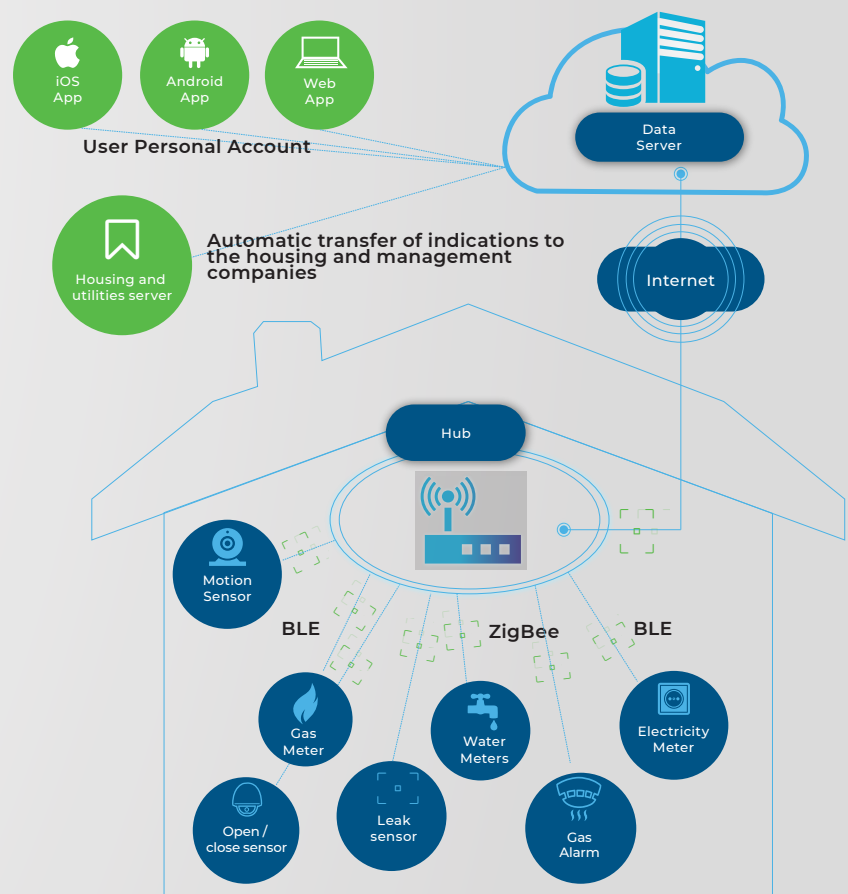 iOS
App
Android
App
Web
App
User Personal Account
Data
Server
Housing and
utilities server
Automatic transfer of indications to
the housing and management
companies
Internet
Hub
Motion
Sensor
BLE
ZigBee
BLE
Gas
Meter
Water
Meters
Electricity
Meter
Open /
close sensor
Leak
sensor
Gas
Alarm